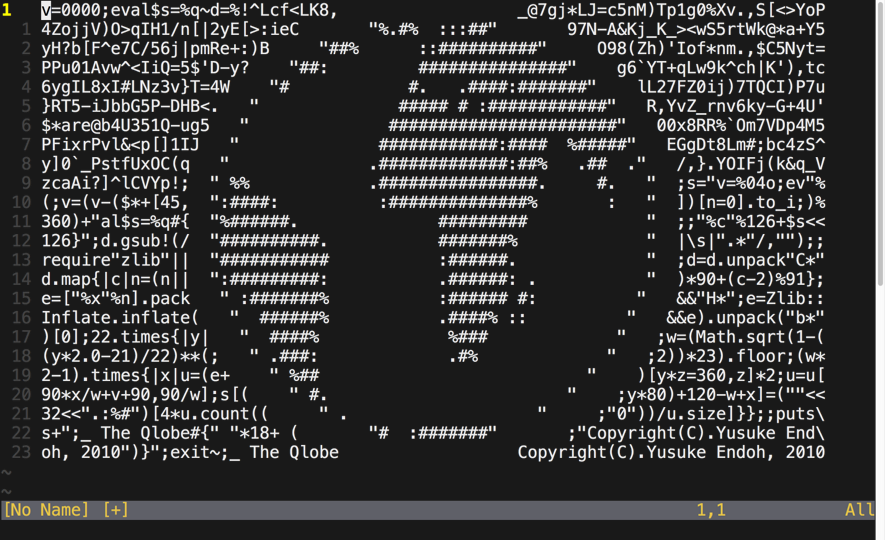 1 v=0000;eval$s=%q~d=%!^Lcf<LK8, _@7gj*LJ=c5nM)Tp1g0%Xv.,S[<>YoP
1 4ZojjV)O>qIH1/n[|2yE[>:ieC "%.#% :::##" 97N-A&Kj_K_><wS5rtWk@*a+Y5
2 yH?b[F^e7C/56j|pmRe+:)B "##% ::##########" O98(Zh)'Iof*nm.,$C5Nyt=
3 PPu01Avw^<IiQ=5$'D-y? "##: ###############" g6`YT+qLw9k^ch|K'),tc
4 6ygIL8xI#LNz3v}T=4W "# #. .####:#######" lL27FZ0ij)7TQCI)P7u
5 }RT5-iJbbG5P-DHB<. " ##### # :############" R,YvZ_rnv6ky-G+4U'
6 $*are@b4U351Q-ug5 " #######################" 00x8RR%`Om7VDp4M5
7 PFixrPvl&<p[]1IJ " ############:#### %#####" EGgDt8Lm#;bc4zS^
8 y]0`_PstfUxOC(q " .#############:##% .## ." /,}.YOIFj(k&q_V
9 zcaAi?]^lCVYp!; " %% .################. #. " ;s="v=%04o;ev"%
10 (;v=(v-($*+[45, ":####: :##############% : " ])[n=0].to_i;)%
11 360)+"al$s=%q#{ "%######. ######### " ;;"%c"%126+$s<<
12 126}";d.gsub!(/ "##########. #######% " |\s|".*"/,"");;
13 require"zlib"|| "########### :######. " ;d=d.unpack"C*"
14 d.map{|c|n=(n|| ":#########: .######: . " )*90+(c-2)%91};
15 e=["%x"%n].pack " :#######% :###### #: " &&"H*";e=Zlib::
16 Inflate.inflate( " ######% .####% :: " &&e).unpack("b*"
17 )[0];22.times{|y| " ####% %### " ;w=(Math.sqrt(1-(
18 (y*2.0-21)/22)**(; " .###: .#% " ;2))*23).floor;(w*
19 2-1).times{|x|u=(e+ " %## " )[y*z=360,z]*2;u=u[
20 90*x/w+v+90,90/w];s[( " #. " ;y*80)+120-w+x]=(""<<
21 32<<".:%#")[4*u.count(( " . " ;"0"))/u.size]}};;puts\
22 s+";_ The Qlobe#{" "*18+ ( "# :#######" ;"Copyright(C).Yusuke End\
23 oh, 2010")}";exit~;_ The Qlobe Copyright(C).Yusuke Endoh, 2010
~
~
[No Name] [+] 1,1 All